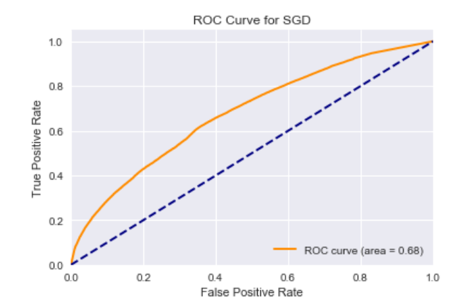 ROC Curve for SGD
True Positive Rate
1.0
0.8
0.6
0.4
0.2
0.0
ROC curve (area = 0.68)
0.0 0.2 0.4 0.6 0.8 1.0
False Positive Rate